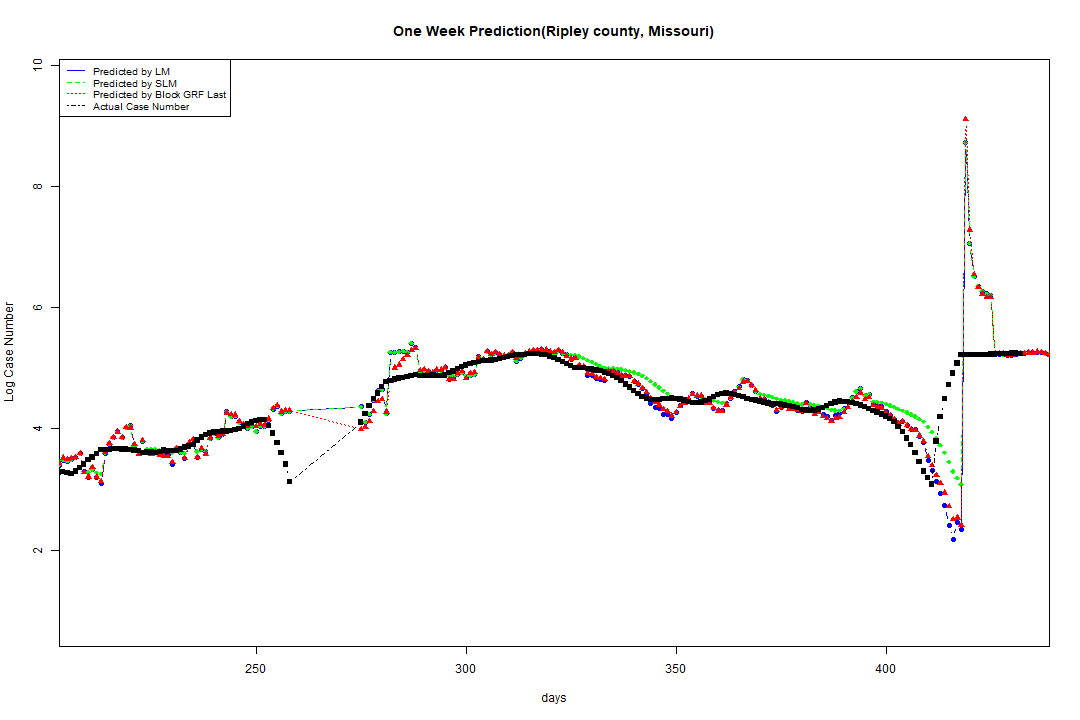 One Week Prediction(Ripley county, Missouri)
Predicted by LM
Predicted by SLM
Predicted by Block GRF Last
Actual Case Number
Log Case Number
10
8
6
4
2
250
300
350
400
days